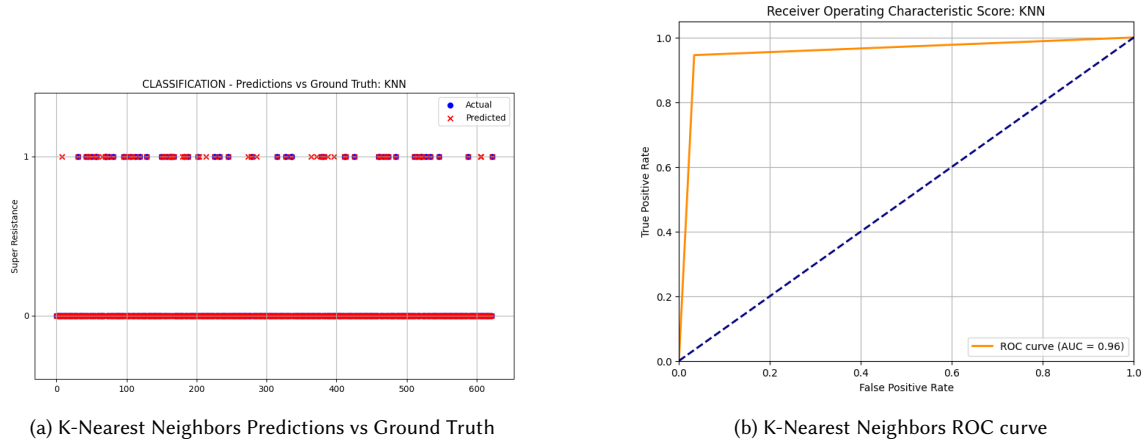 CLASSIFICATION - Predictions vs Ground Truth: KNN
Actual
Predicted
Super Resistance
1
0
0 100 200 300 400 500 600
(a) K-Nearest Neighbors Predictions vs Ground Truth
Receiver Operating Characteristic Score: KNN
True Positive Rate
1.0
0.8
0.6
0.4
0.2
0.0
0.0 0.2 0.4 0.6 0.8 1.0
False Positive Rate
ROC curve (AUC = 0.96)
(b) K-Nearest Neighbors ROC curve